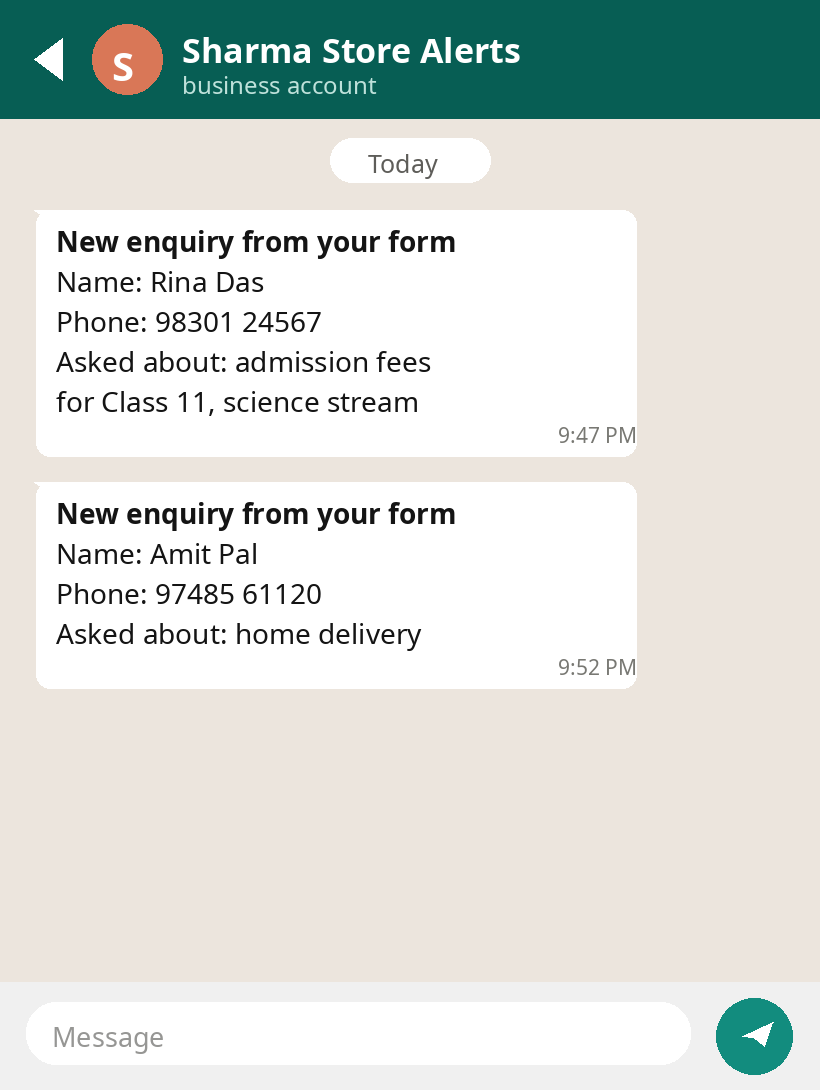 S
Sharma Store Alerts
business account
Today
New enquiry from your form
Name: Rina Das
Phone: 98301 24567
Asked about: admission fees
for Class 11, science stream
9:47 PM
New enquiry from your form
Name: Amit Pal
Phone: 97485 61120
Asked about: home delivery
9:52 PM
Message